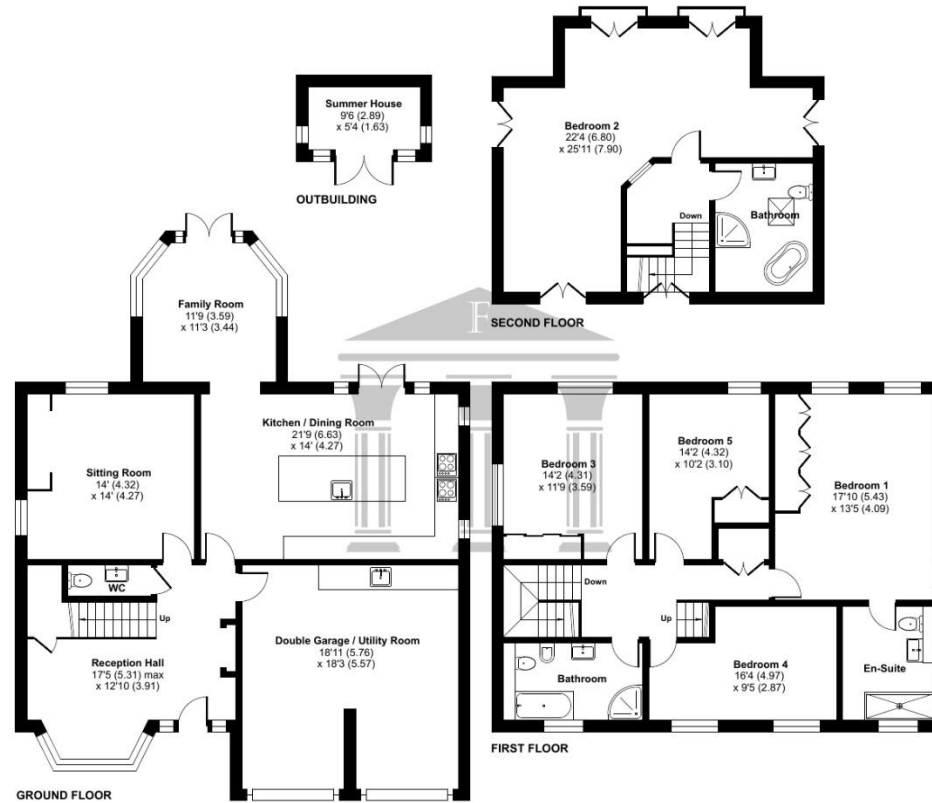 Summer House
9'6 (2.89)
x 5'4 (1.63)
OUTBUILDING
Bedroom 2
22'4 (6.80)
x 25'11 (7.90)
Down
Bathroom
SECOND FLOOR
Family Room
11'9 (3.59)
x 11'3 (3.44)
F
Kitchen / Dining Room
21'9 (6.63)
x 14' (4.27)
Sitting Room
14' (4.32)
x 14' (4.27)
WC
Up
Double Garage / Utility Room
18'11 (5.76)
x 18'3 (5.57)
Reception Hall
17'5 (5.31) max
x 12'10 (3.91)
GROUND FLOOR
Bedroom 3
14'2 (4.31)
x 11'9 (3.59)
Bedroom 5
14'2 (4.32)
x 10'2 (3.10)
Bedroom 1
17'10 (5.43)
x 13'5 (4.09)
Down
Up
Bedroom 4
16'4 (4.97)
x 9'5 (2.87)
En-Suite
Bathroom
FIRST FLOOR